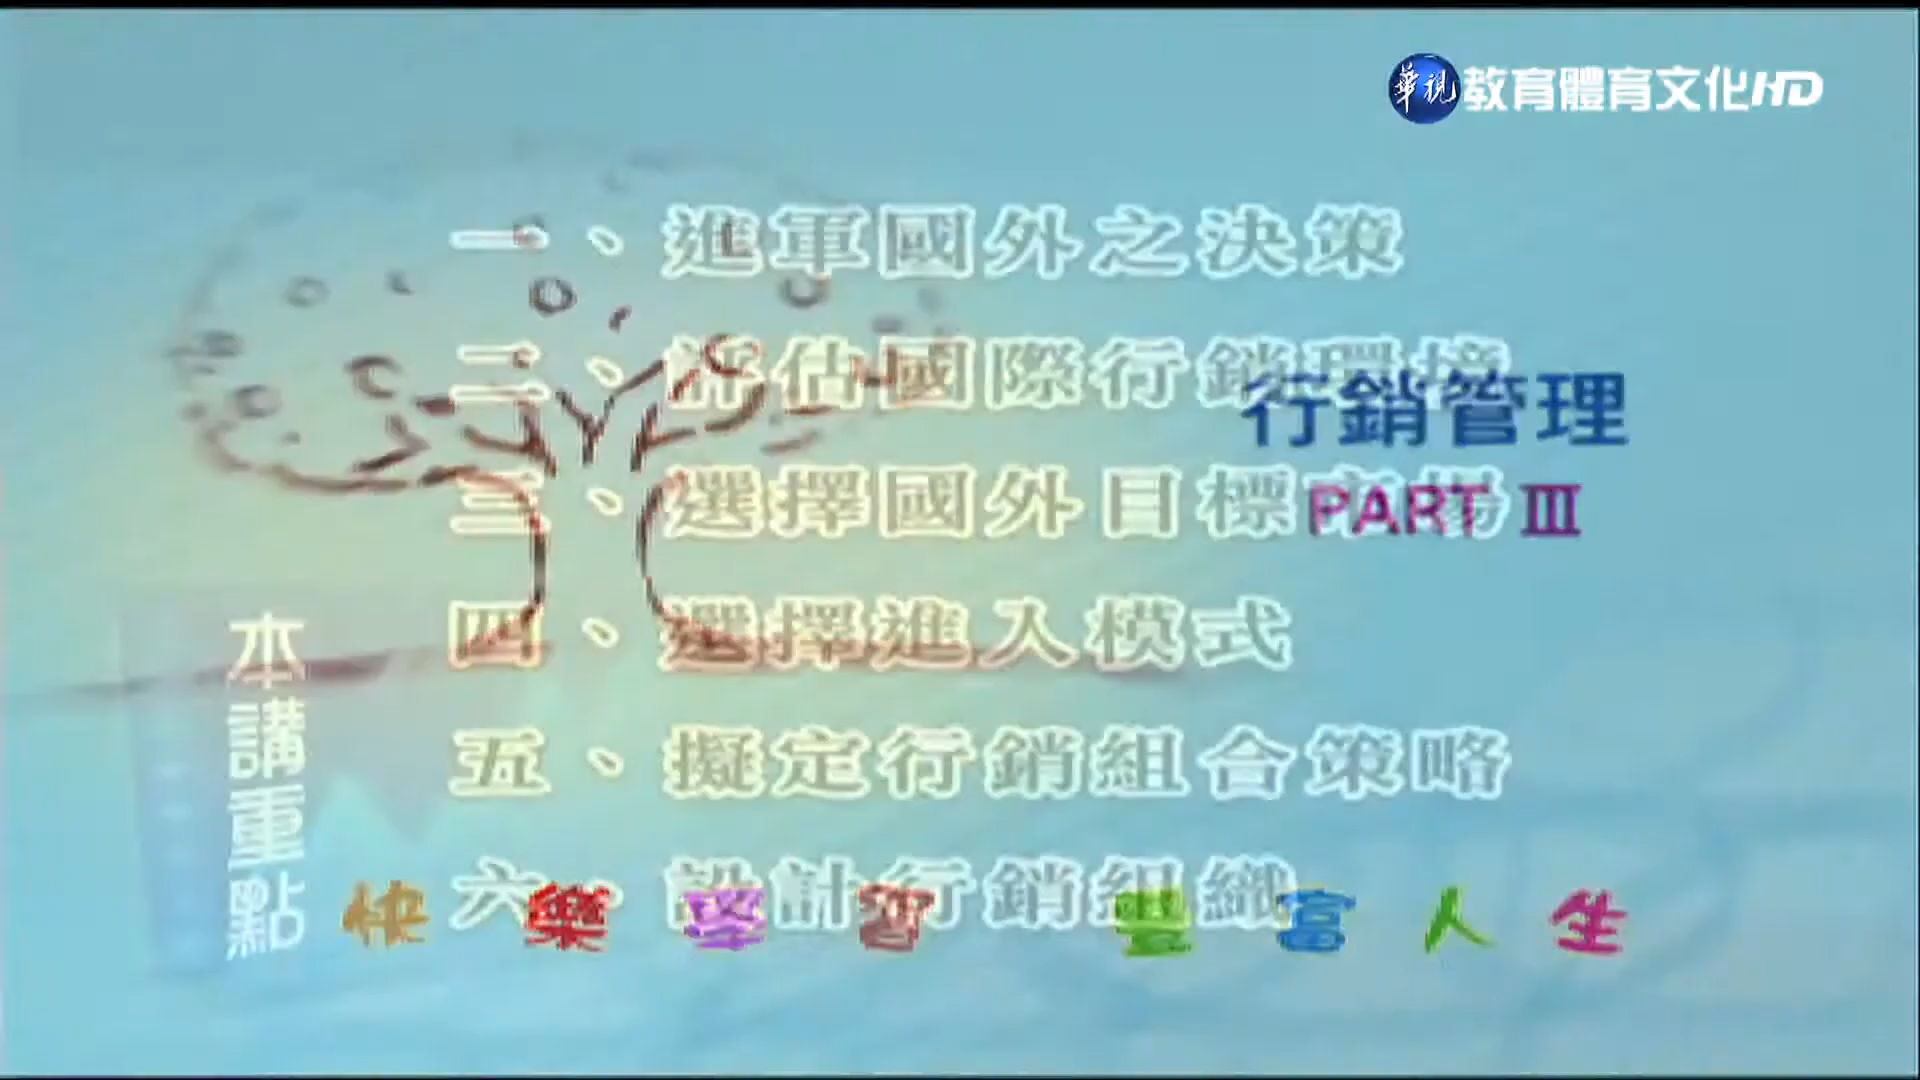 華視 教育體育文化HD
一、進軍國外之決策
二、評估國際行銷環境
行銷管理
三、選擇國外目標市場
PART III
四、選擇進入模式
五、擬定行銷組合策略
六、設計行銷組織
本講重點
快樂學習 豐富人生